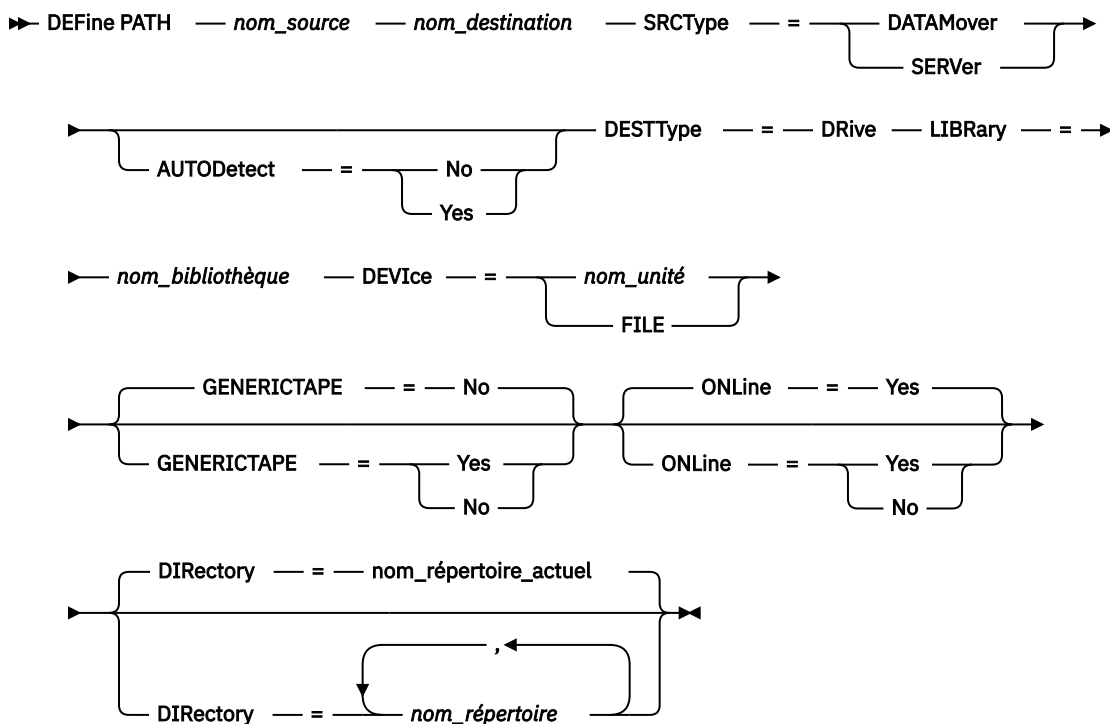 DEFine PATH nom_source nom_destination SRCType = DATAMover
SERVer
DESTType = DRive LIBRary =
AUTODetect = No
Yes
nom_bibliothèque DEVIce = nom_unité
FILE
GENERICTAPE = No ONLine = Yes
GENERICTAPE = Yes ONLine = Yes
No No
DIRectory = nom_répertoire_actuel
,
DIRectory = nom_répertoire